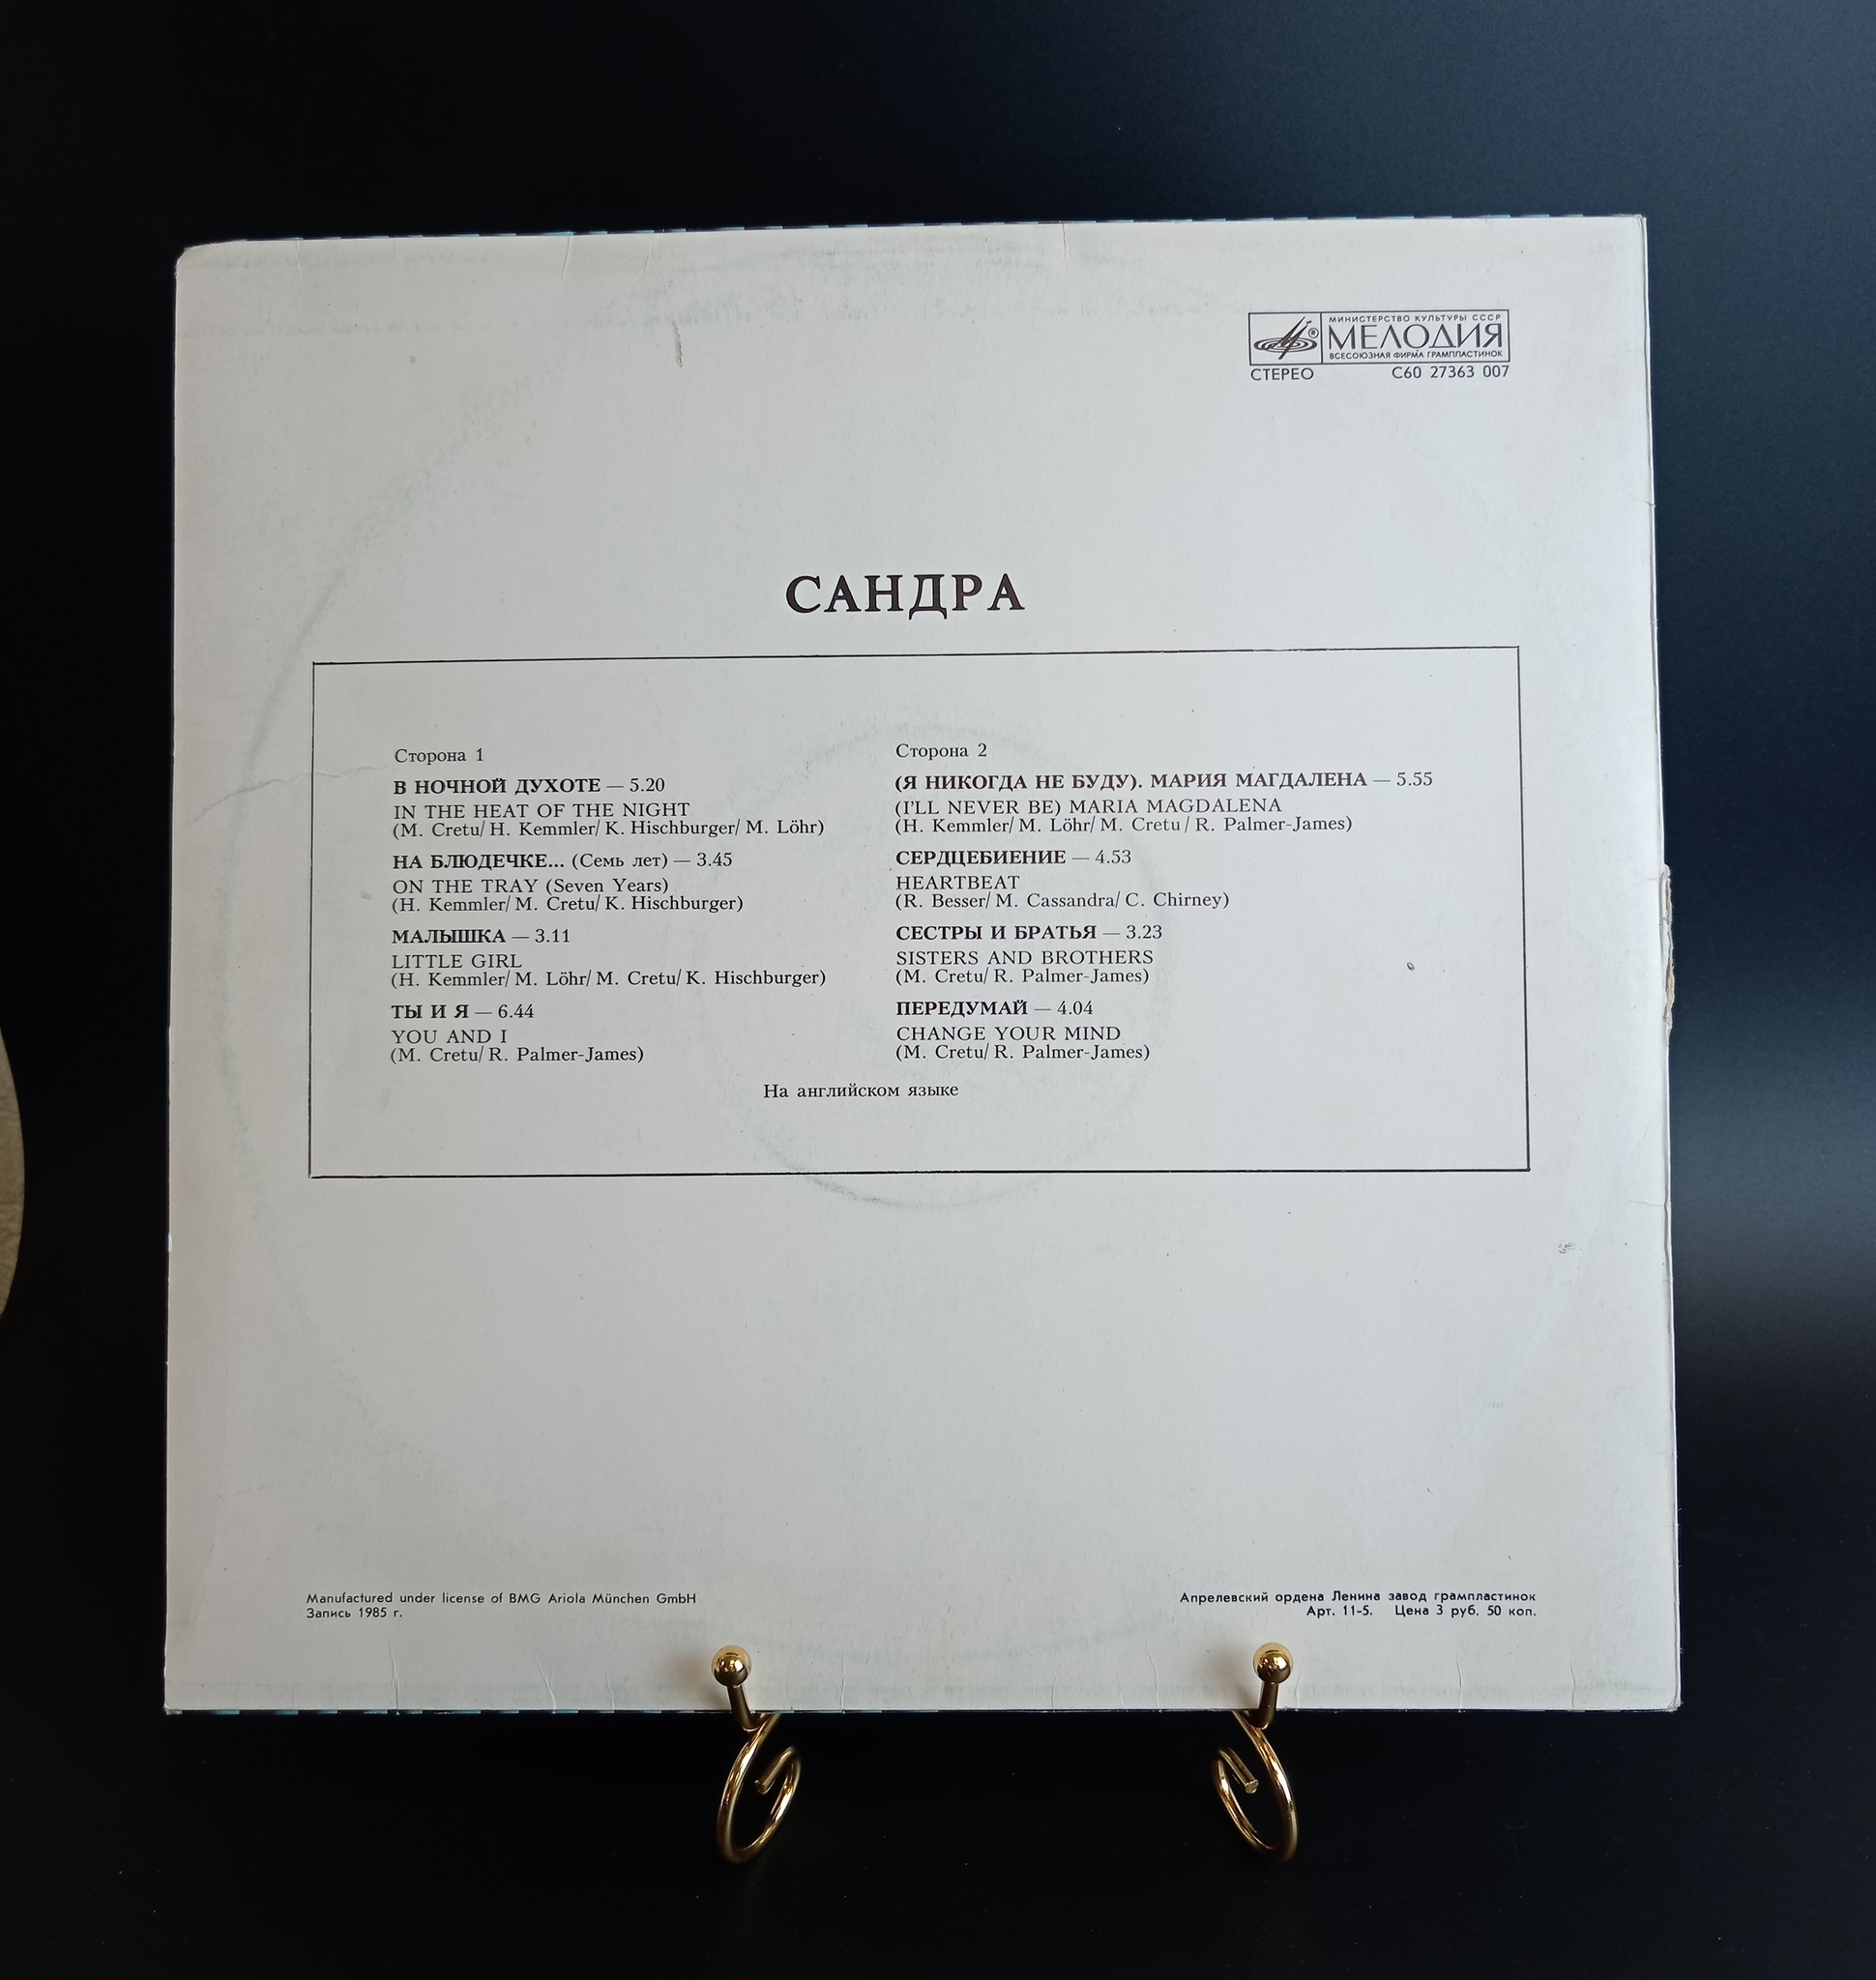 МИНИСТЕРСТВО КУЛЬТУРЫ СССР
МЕЛОДИЯ
®
ВСЕСОЮЗНАЯ ФИРМА ГРАМПЛАСТИНОК
СТЕРЕО С60 27363 007
САНДРА
Сторона 1
В НОЧНОЙ ДУХОТЕ — 5.20
IN THE HEAT OF THE NIGHT
(M. Cretu/ H. Kemmler/ K. Hischburger/ M. Löhr)
НА БЛЮДЕЧКЕ... (Семь лет) — 3.45
ON THE TRAY (Seven Years)
(H. Kemmler/ M. Cretu/ K. Hischburger)
МАЛЫШКА — 3.11
LITTLE GIRL
(H. Kemmler/ M. Löhr/ M. Cretu/ K. Hischburger)
ТЫ И Я — 6.44
YOU AND I
(M. Cretu/ R. Palmer-James)
Сторона 2
(Я НИКОГДА НЕ БУДУ). МАРИЯ МАГДАЛЕНА — 5.55
(I'LL NEVER BE) MARIA MAGDALENA
(H. Kemmler/ M. Löhr/ M. Cretu / R. Palmer-James)
СЕРДЦЕБИЕНИЕ — 4.53
HEARTBEAT
(R. Besser/ M. Cassandra/ C. Chirney)
СЕСТРЫ И БРАТЬЯ — 3.23
SISTERS AND BROTHERS
(M. Cretu/ R. Palmer-James)
ПЕРЕДУМАЙ — 4.04
CHANGE YOUR MIND
(M. Cretu/ R. Palmer-James)
На английском языке
Manufactured under license of BMG Ariola München GmbH
Запись 1985 г.
Апрелевский ордена Ленина завод грампластинок
Арт. 11-5. Цена 3 руб. 50 коп.